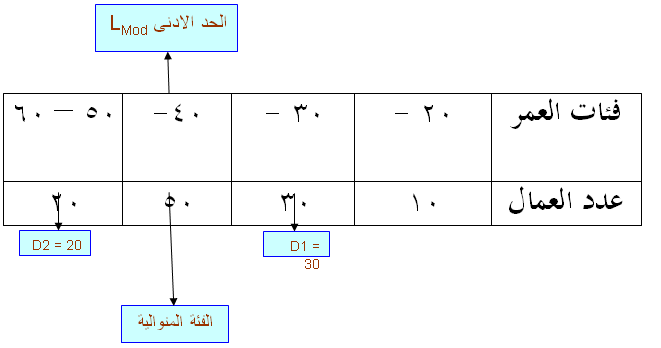 الحد الادنى LMod
فئات العمر ٢٠ – ٣٠ – ٤٠– ٥٠ – ٦٠
عدد العمال ١٠ ٣٠ ٥٠ ٢٠
D2 = 20
D1 =
30
الفئة المنوالية